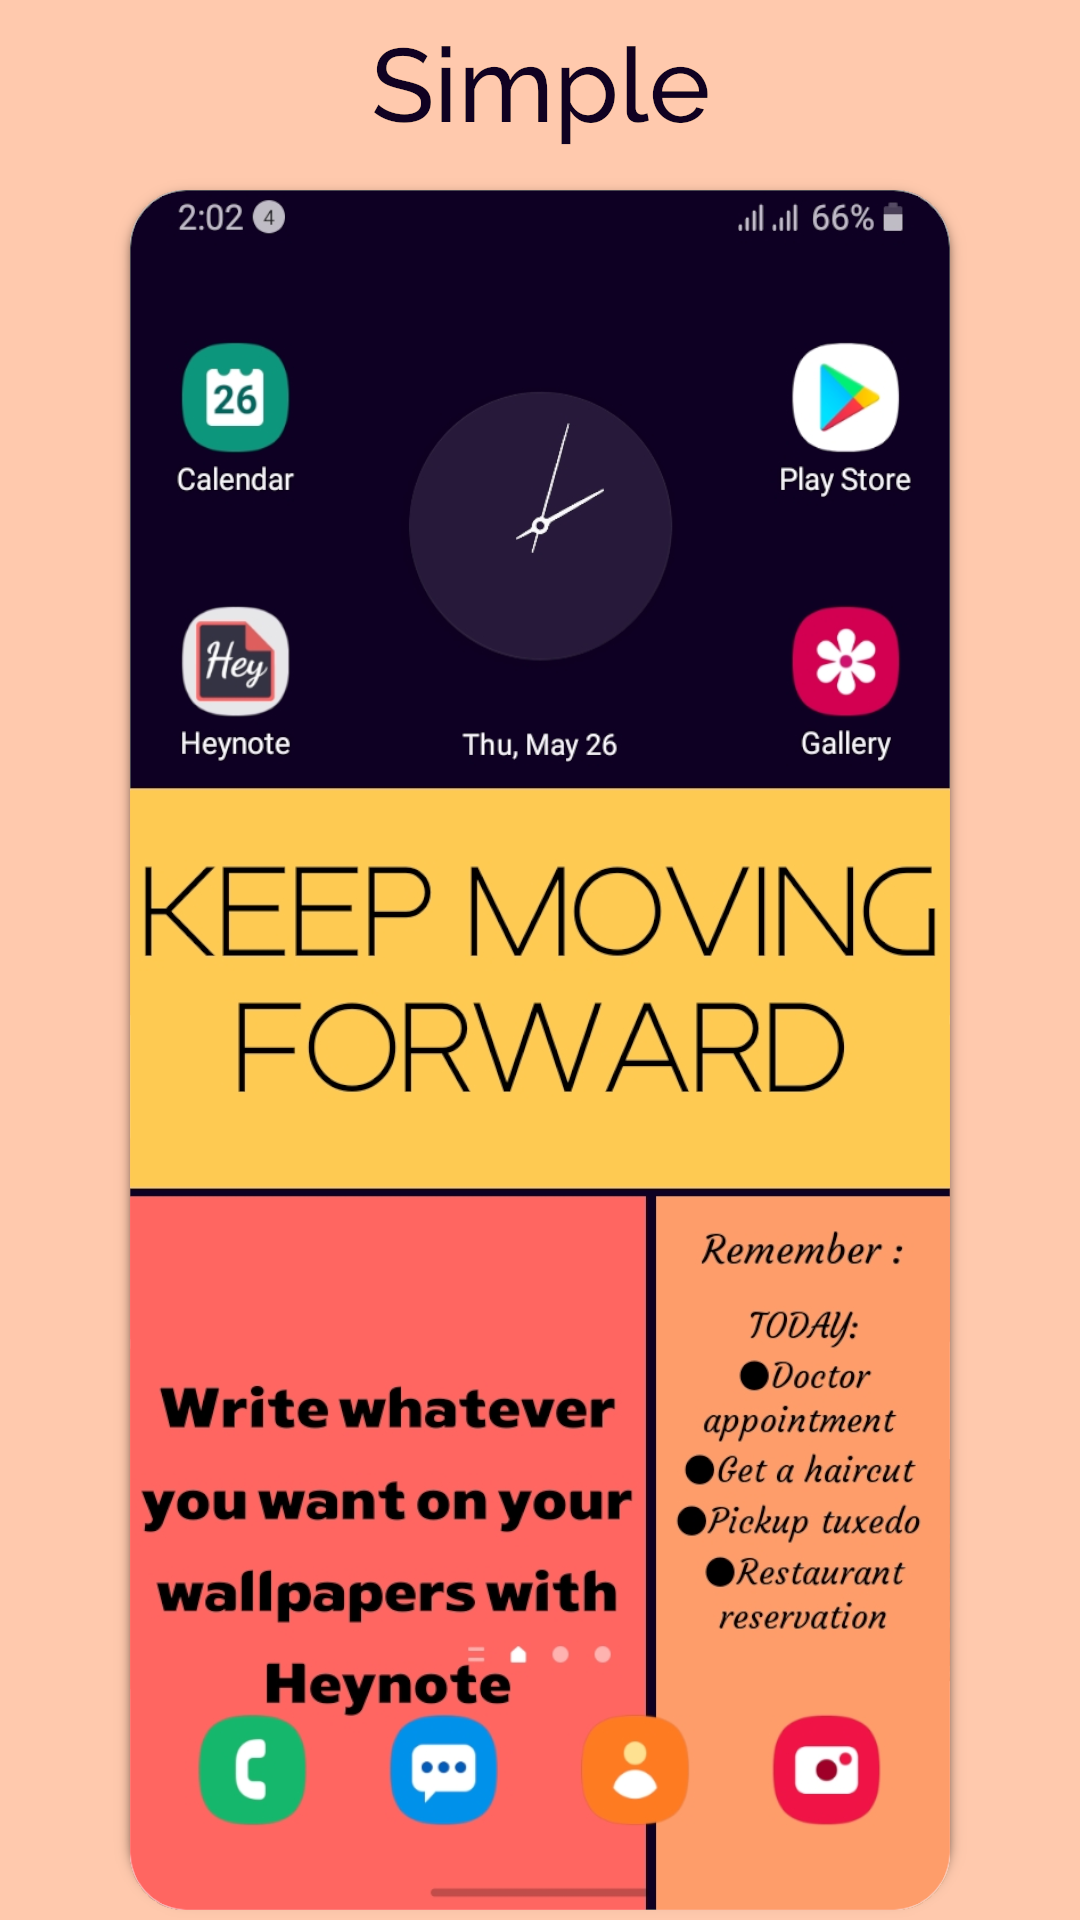 Simple
2:02 4 66%
26
Calendar
Play Store
Hey
Heynote
Thu, May 26
Gallery
KEEP MOVING
FORWARD
Write whatever
you want on your
wallpapers with
Heynote
Remember :
TODAY:
●Doctor
appointment
●Get a haircut
●Pickup tuxedo
●Restaurant
reservation